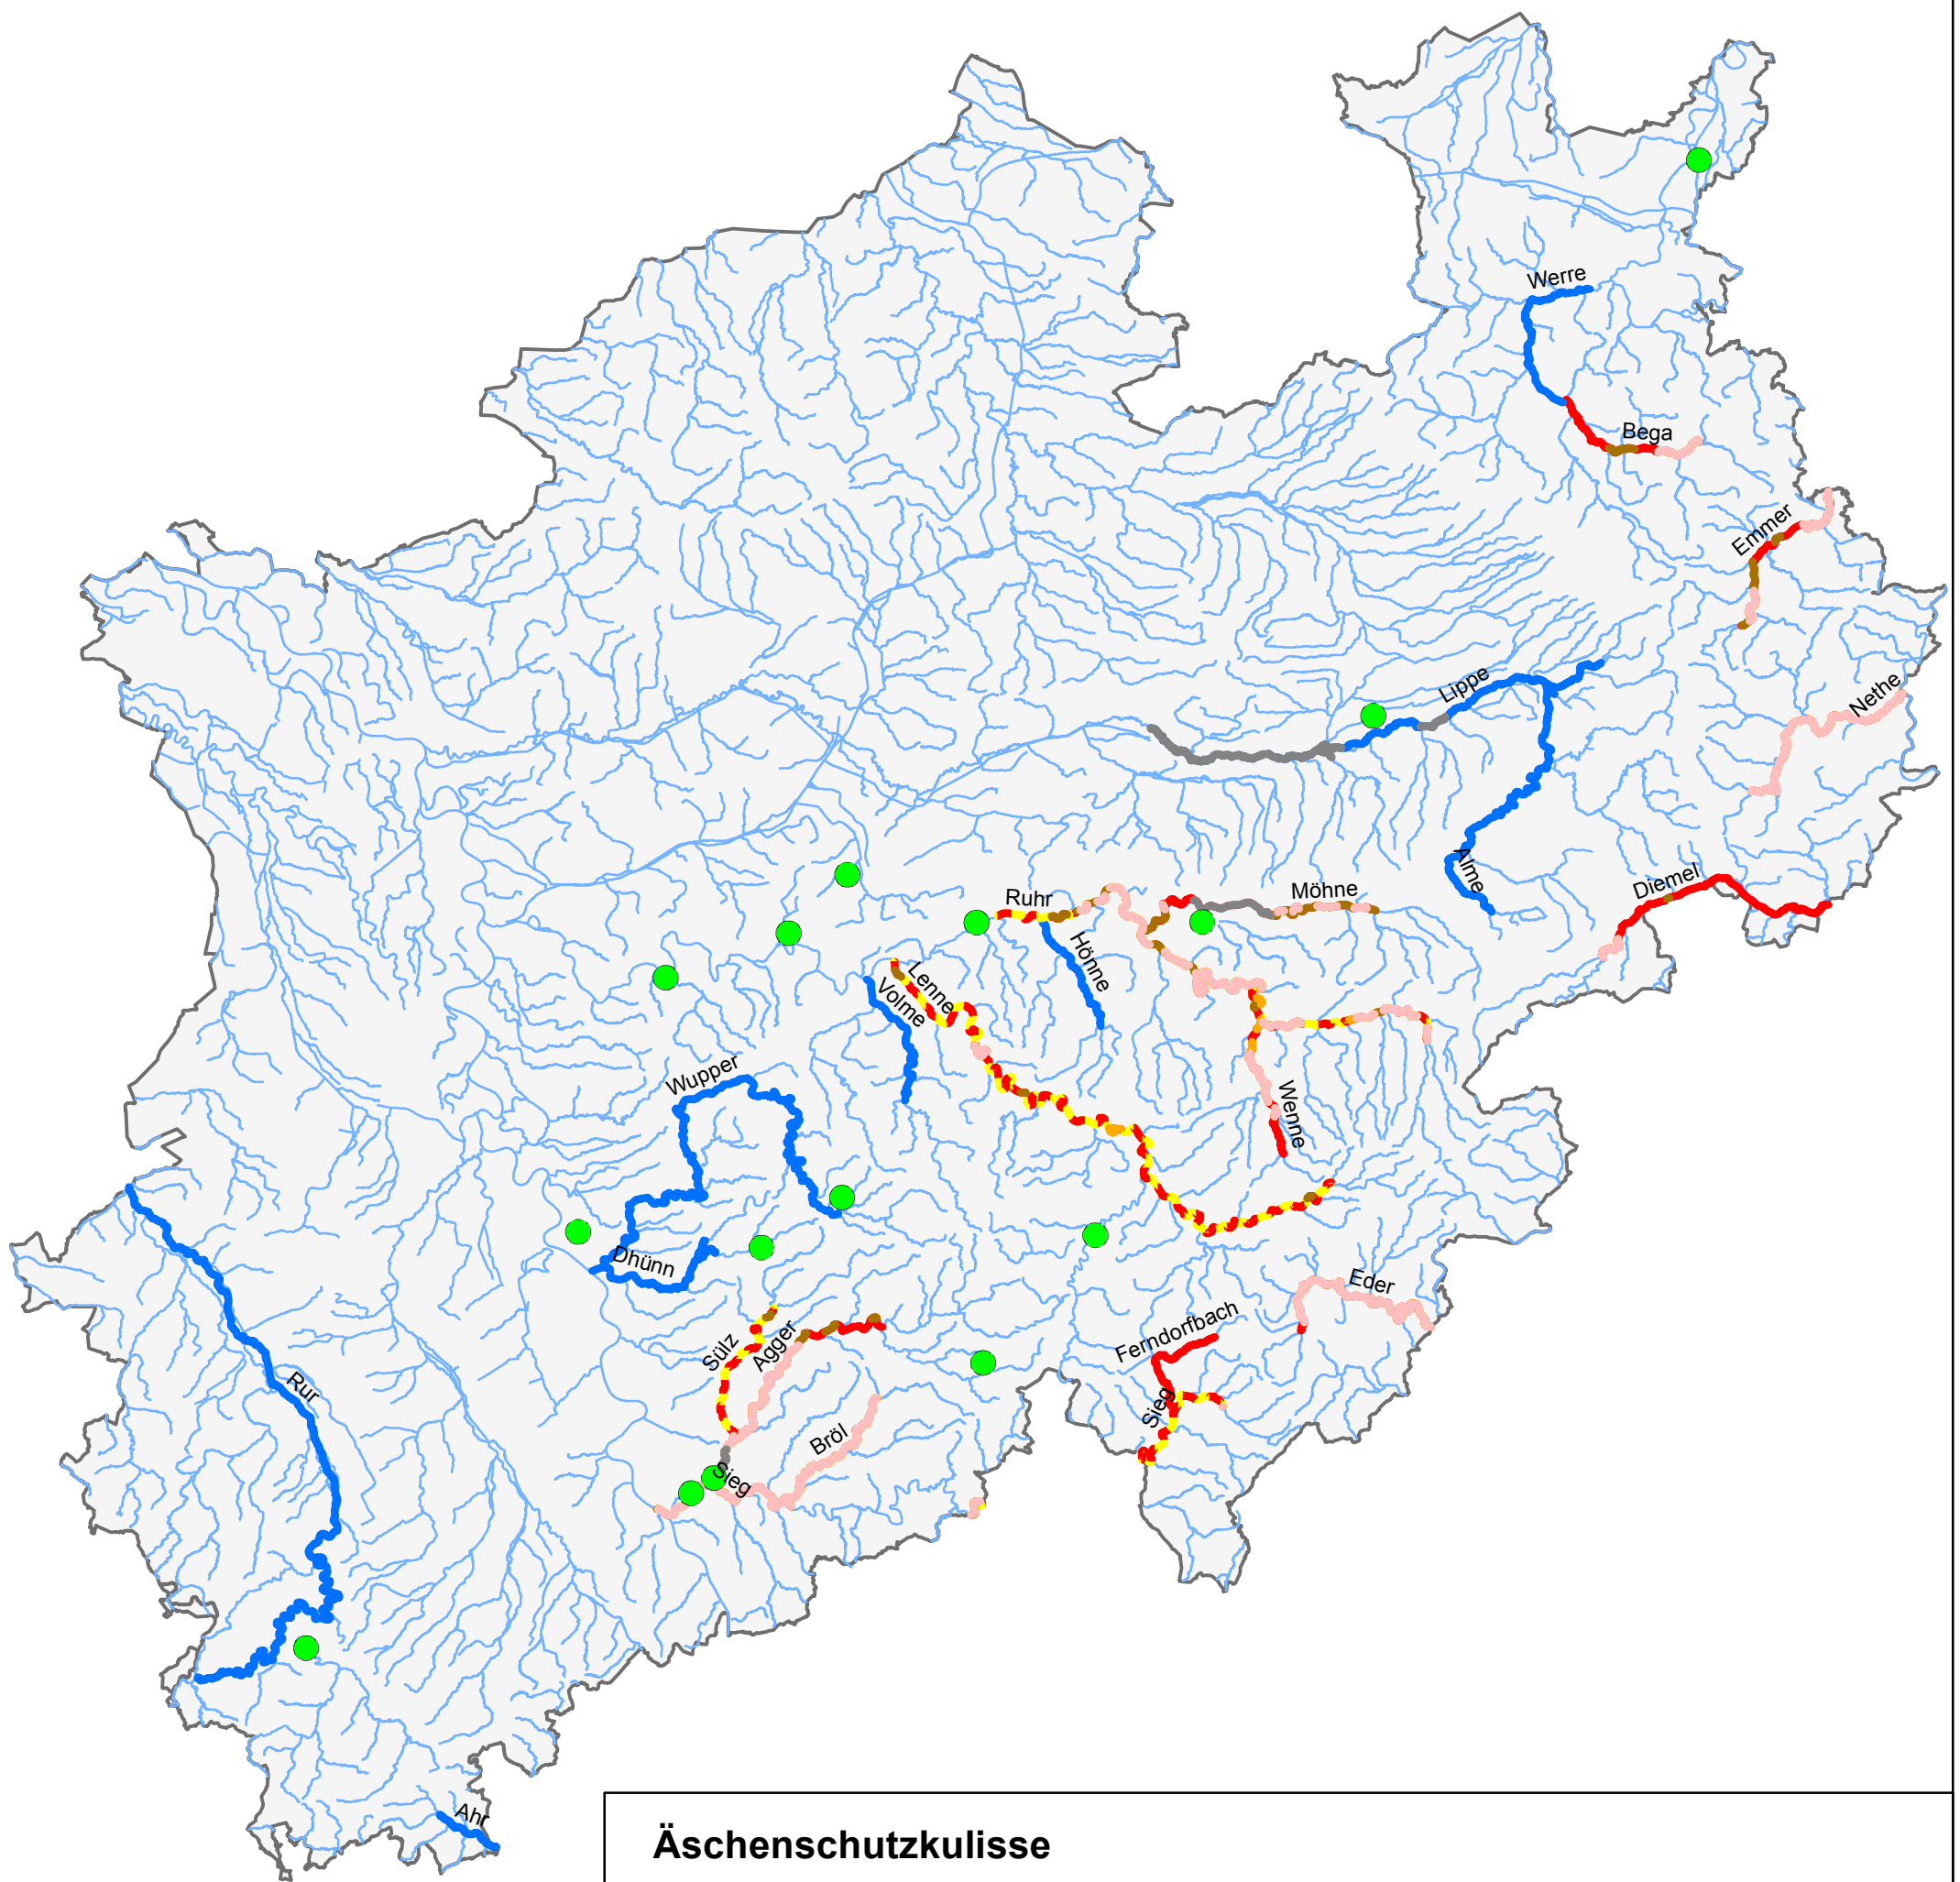 Werre
Bega
Emmer
Lippe
Nethe
Alme
Diemel
Ruhr
Möhne
Hönne
Lenne
Volme
Wupper
Wenne
Dhünn
Eder
Ferndorfbach
Sülz
Agger
Rur
Sieg
Bröl
Sieg
Ahr
Äschenschutzkulisse